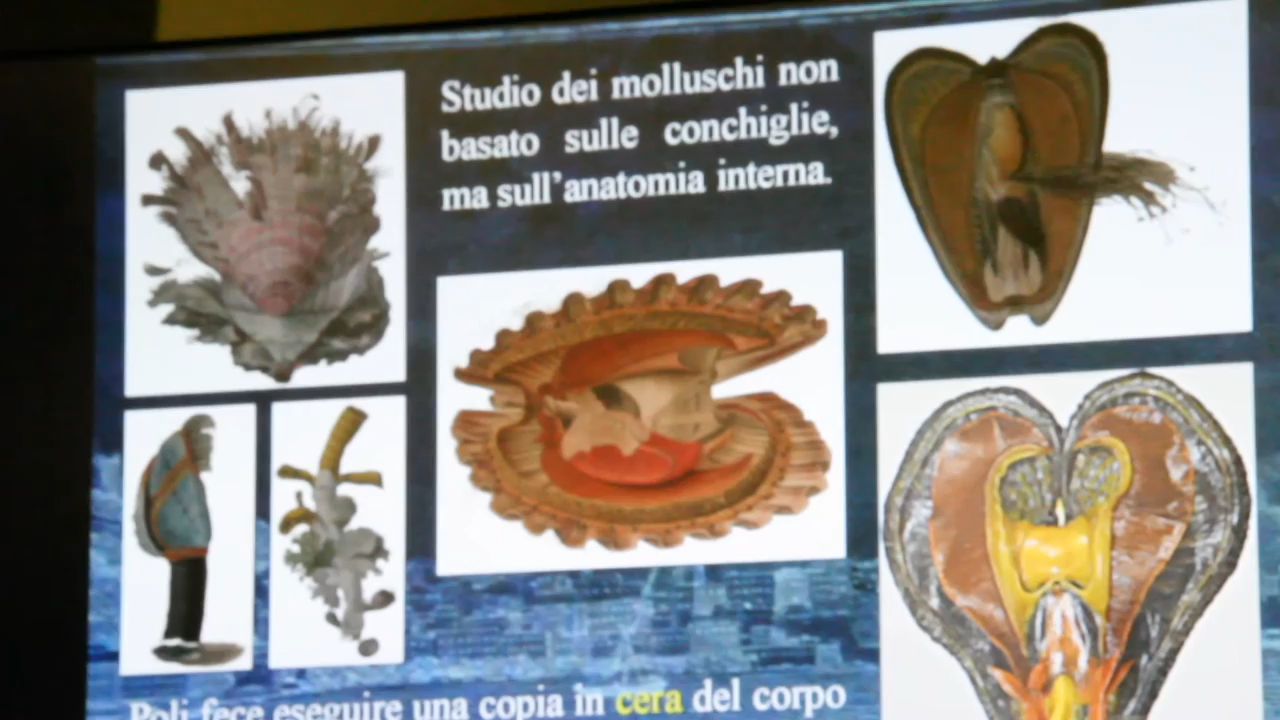 Studio dei molluschi non
basato sulle conchiglie,
ma sull'anatomia interna.
Poli fece eseguire una copia in cera del corpo